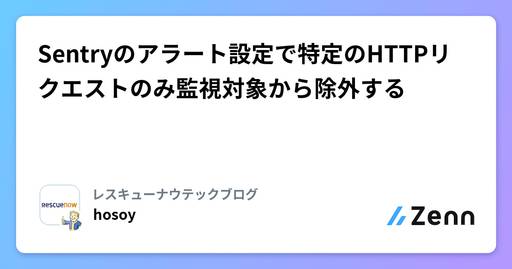 Sentryのアラート設定で特定のHTTPリ
クエストのみ監視対象から除外する
レスキューナウテックブログ
rescuenow
hosoy
Zenn